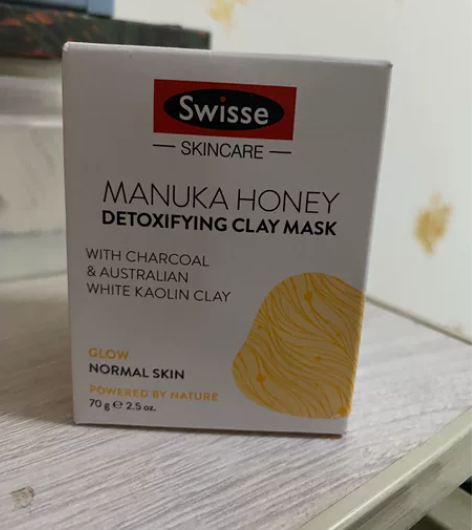 Swisse
SKINCARE
MANUKA HONEY
DETOXIFYING CLAY MASK
WITH CHARCOAL
& AUSTRALIAN
WHITE KAOLIN CLAY
GLOW
NORMAL SKIN
POWERED BY NATURE
70 g ℮ 2.5 oz.